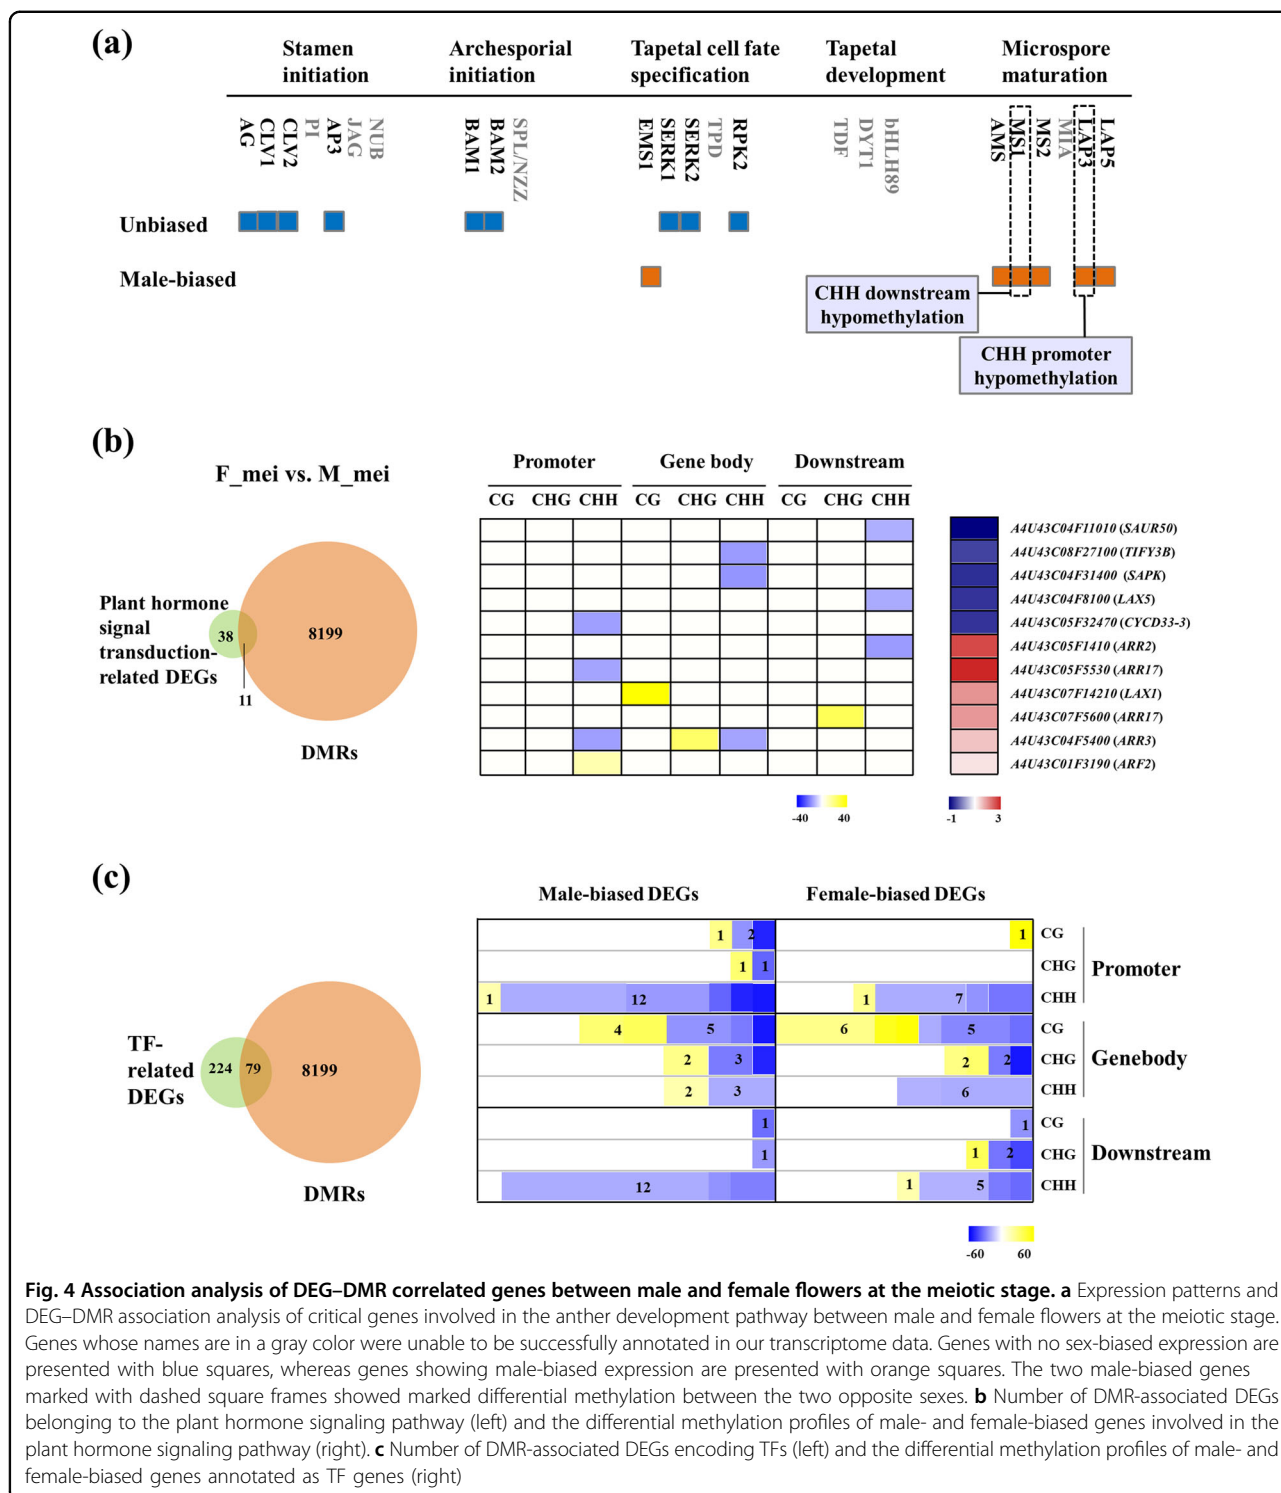 (a)
Stamen initiation
Archesporial initiation
Tapetal cell fate specification
Tapetal development
Microspore maturation
AG
CLV1
CLV2
PI
AP3
JAG
NUB
BAM1
BAM2
SPL/NZZ
EMS1
SERK1
SERK2
TPD
RPK2
TDF
DYT1
bHLH89
AMS
MS1
MS2
MIA
LAP3
LAP5
Unbiased
Male-biased
CHH downstream
hypomethylation
CHH promoter
hypomethylation
(b)
F_mei vs. M_mei
Plant hormone
signal
transduction-
related DEGs
38
8199
11
DMRs
Promoter Gene body Downstream
CG CHG CHH CG CHG CHH CG CHG CHH
A4U43C04F11010 (SAUR50)
A4U43C08F27100 (TIFY3B)
A4U43C04F31400 (SAPK)
A4U43C04F8100 (LAX5)
A4U43C05F32470 (CYCD33-3)
A4U43C05F1410 (ARR2)
A4U43C05F5530 (ARR17)
A4U43C07F14210 (LAX1)
A4U43C07F5600 (ARR17)
A4U43C04F5400 (ARR3)
A4U43C01F3190 (ARF2)
-40 40
-1 3
(c)
TF-
related
DEGs
224 79 8199
DMRs
Male-biased DEGs Female-biased DEGs
1 2 1 CG
1 1 CHG
1 12 1 7 CHH
Promoter
4 5 6 5 CG
2 3 2 2 CHG
2 3 6 CHH
Genebody
1 1 CG
1 1 2 CHG
12 1 5 CHH
Downstream
-60 60
Fig. 4 Association analysis of DEG–DMR correlated genes between male and female flowers at the meiotic stage. a Expression patterns and
DEG–DMR association analysis of critical genes involved in the anther development pathway between male and female flowers at the meiotic stage.
Genes whose names are in a gray color were unable to be successfully annotated in our transcriptome data. Genes with no sex-biased expression are
presented with blue squares, whereas genes showing male-biased expression are presented with orange squares. The two male-biased genes
marked with dashed square frames showed marked differential methylation between the two opposite sexes. b Number of DMR-associated DEGs
belonging to the plant hormone signaling pathway (left) and the differential methylation profiles of male- and female-biased genes involved in the
plant hormone signaling pathway (right). c Number of DMR-associated DEGs encoding TFs (left) and the differential methylation profiles of male- and
female-biased genes annotated as TF genes (right)